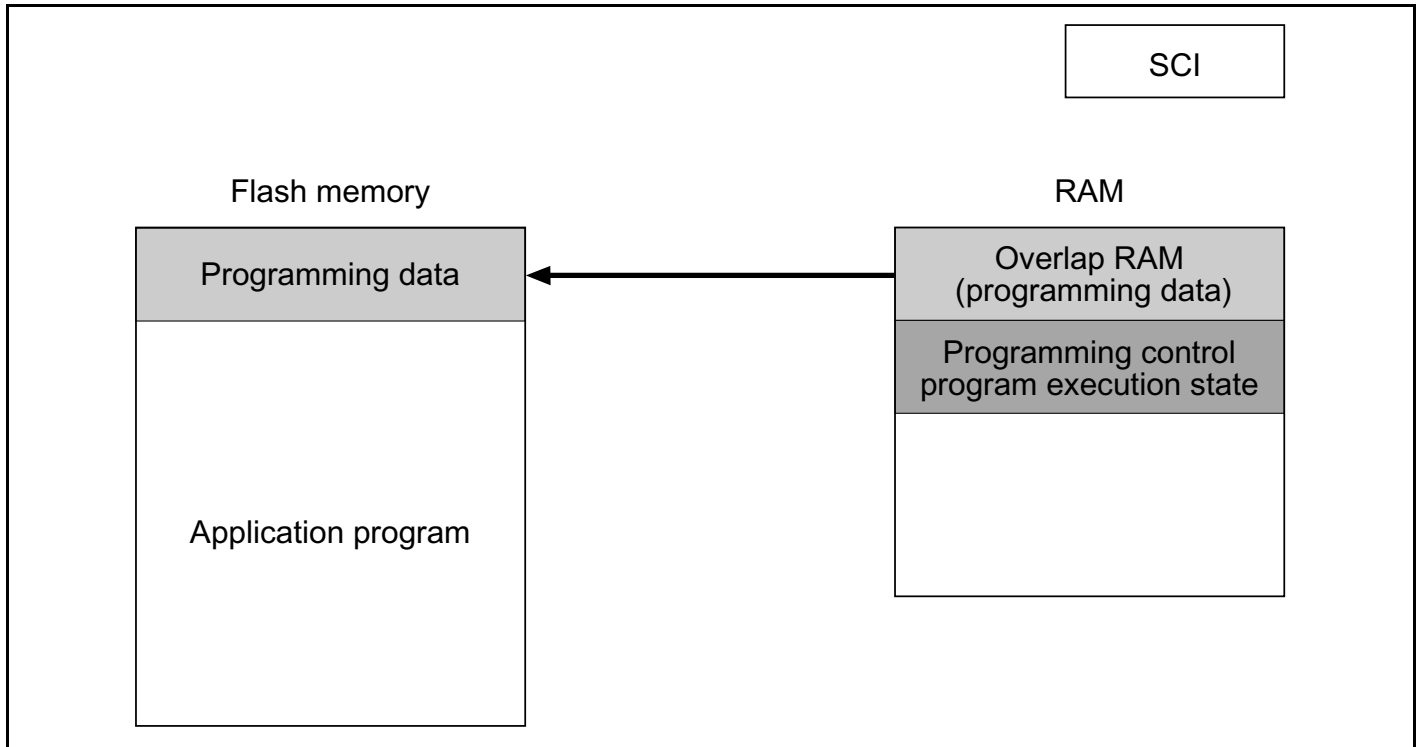 SCI
Flash memory
RAM
Programming data
Overlap RAM
(programming data)
Programming control
program execution state
Application program